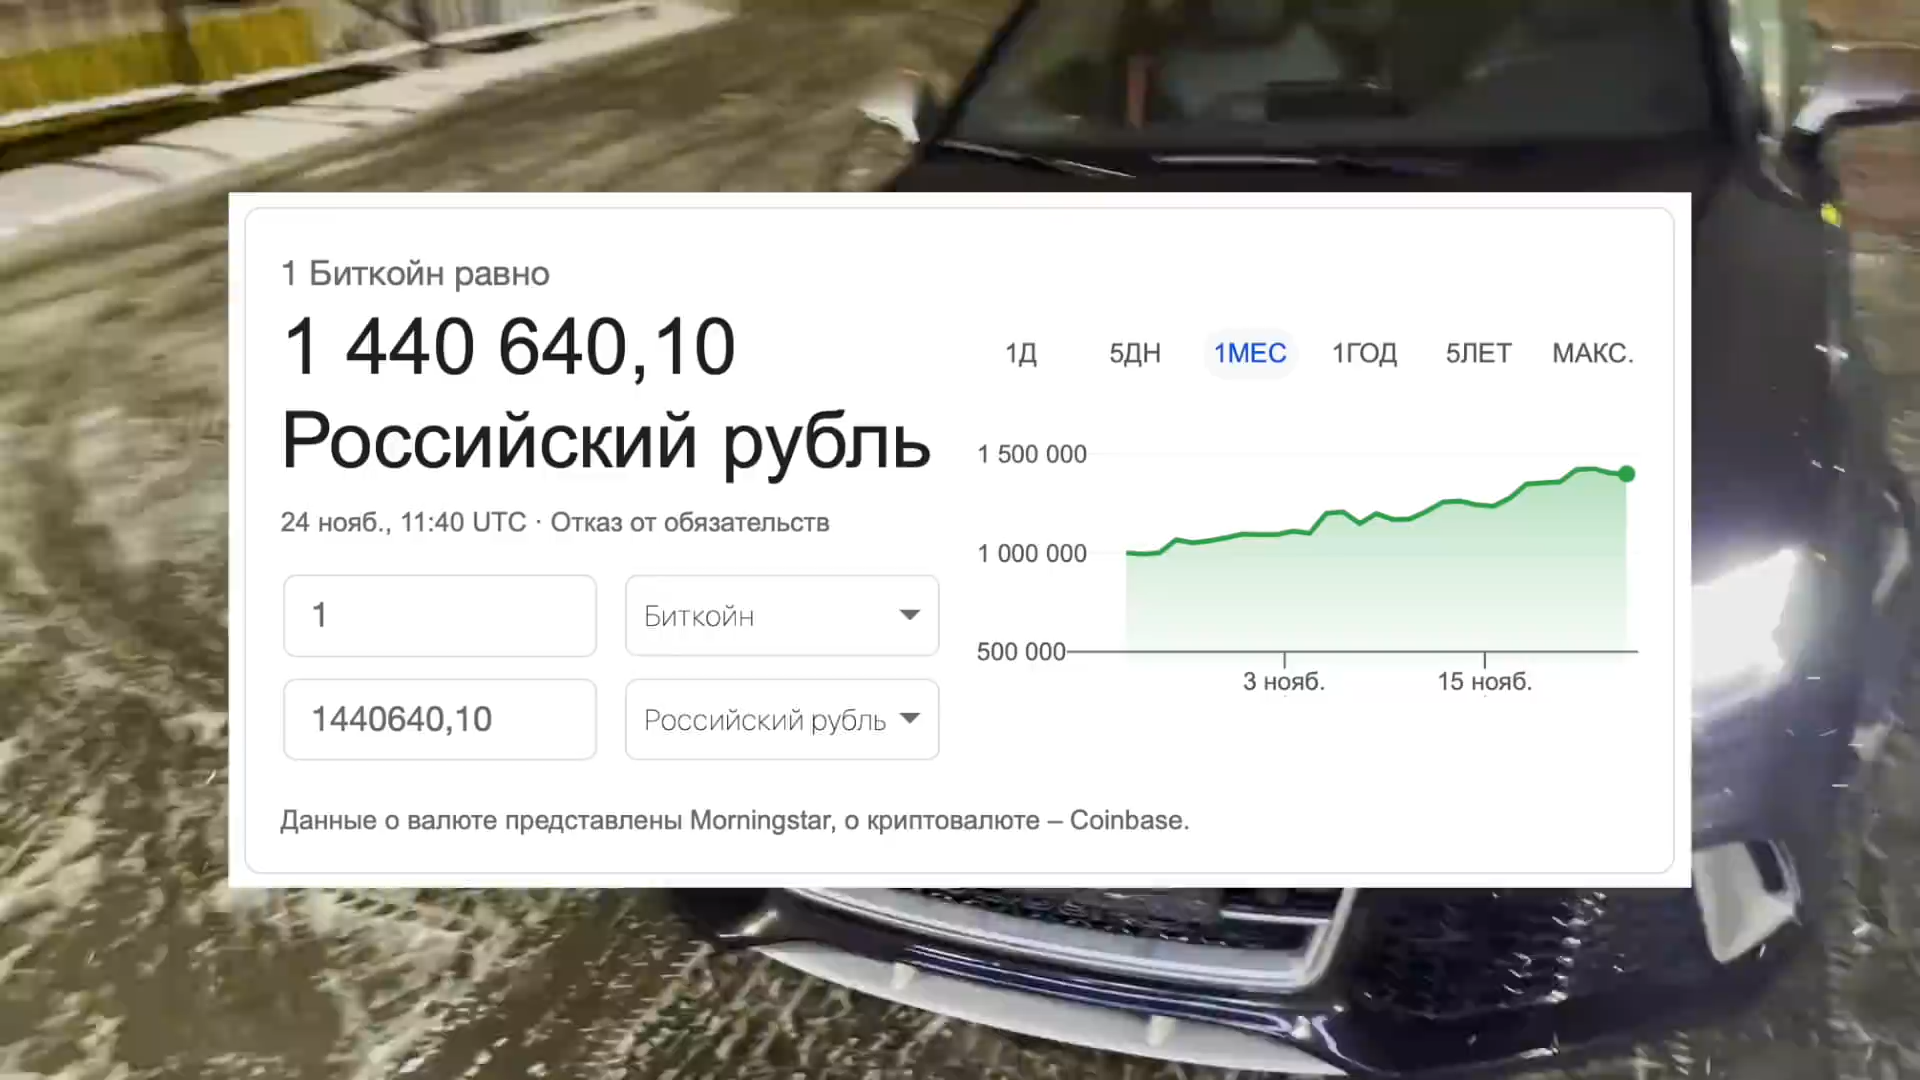 1 Биткойн равно
1 440 640,10
Российский рубль
24 нояб., 11:40 UTC · Отказ от обязательств
1
Биткойн
1440640,10
Российский рубль
1Д 5ДН 1МЕС 1ГОД 5ЛЕТ МАКС.
1 500 000
1 000 000
500 000
3 нояб. 15 нояб.
Данные о валюте представлены Morningstar, о криптовалюте – Coinbase.